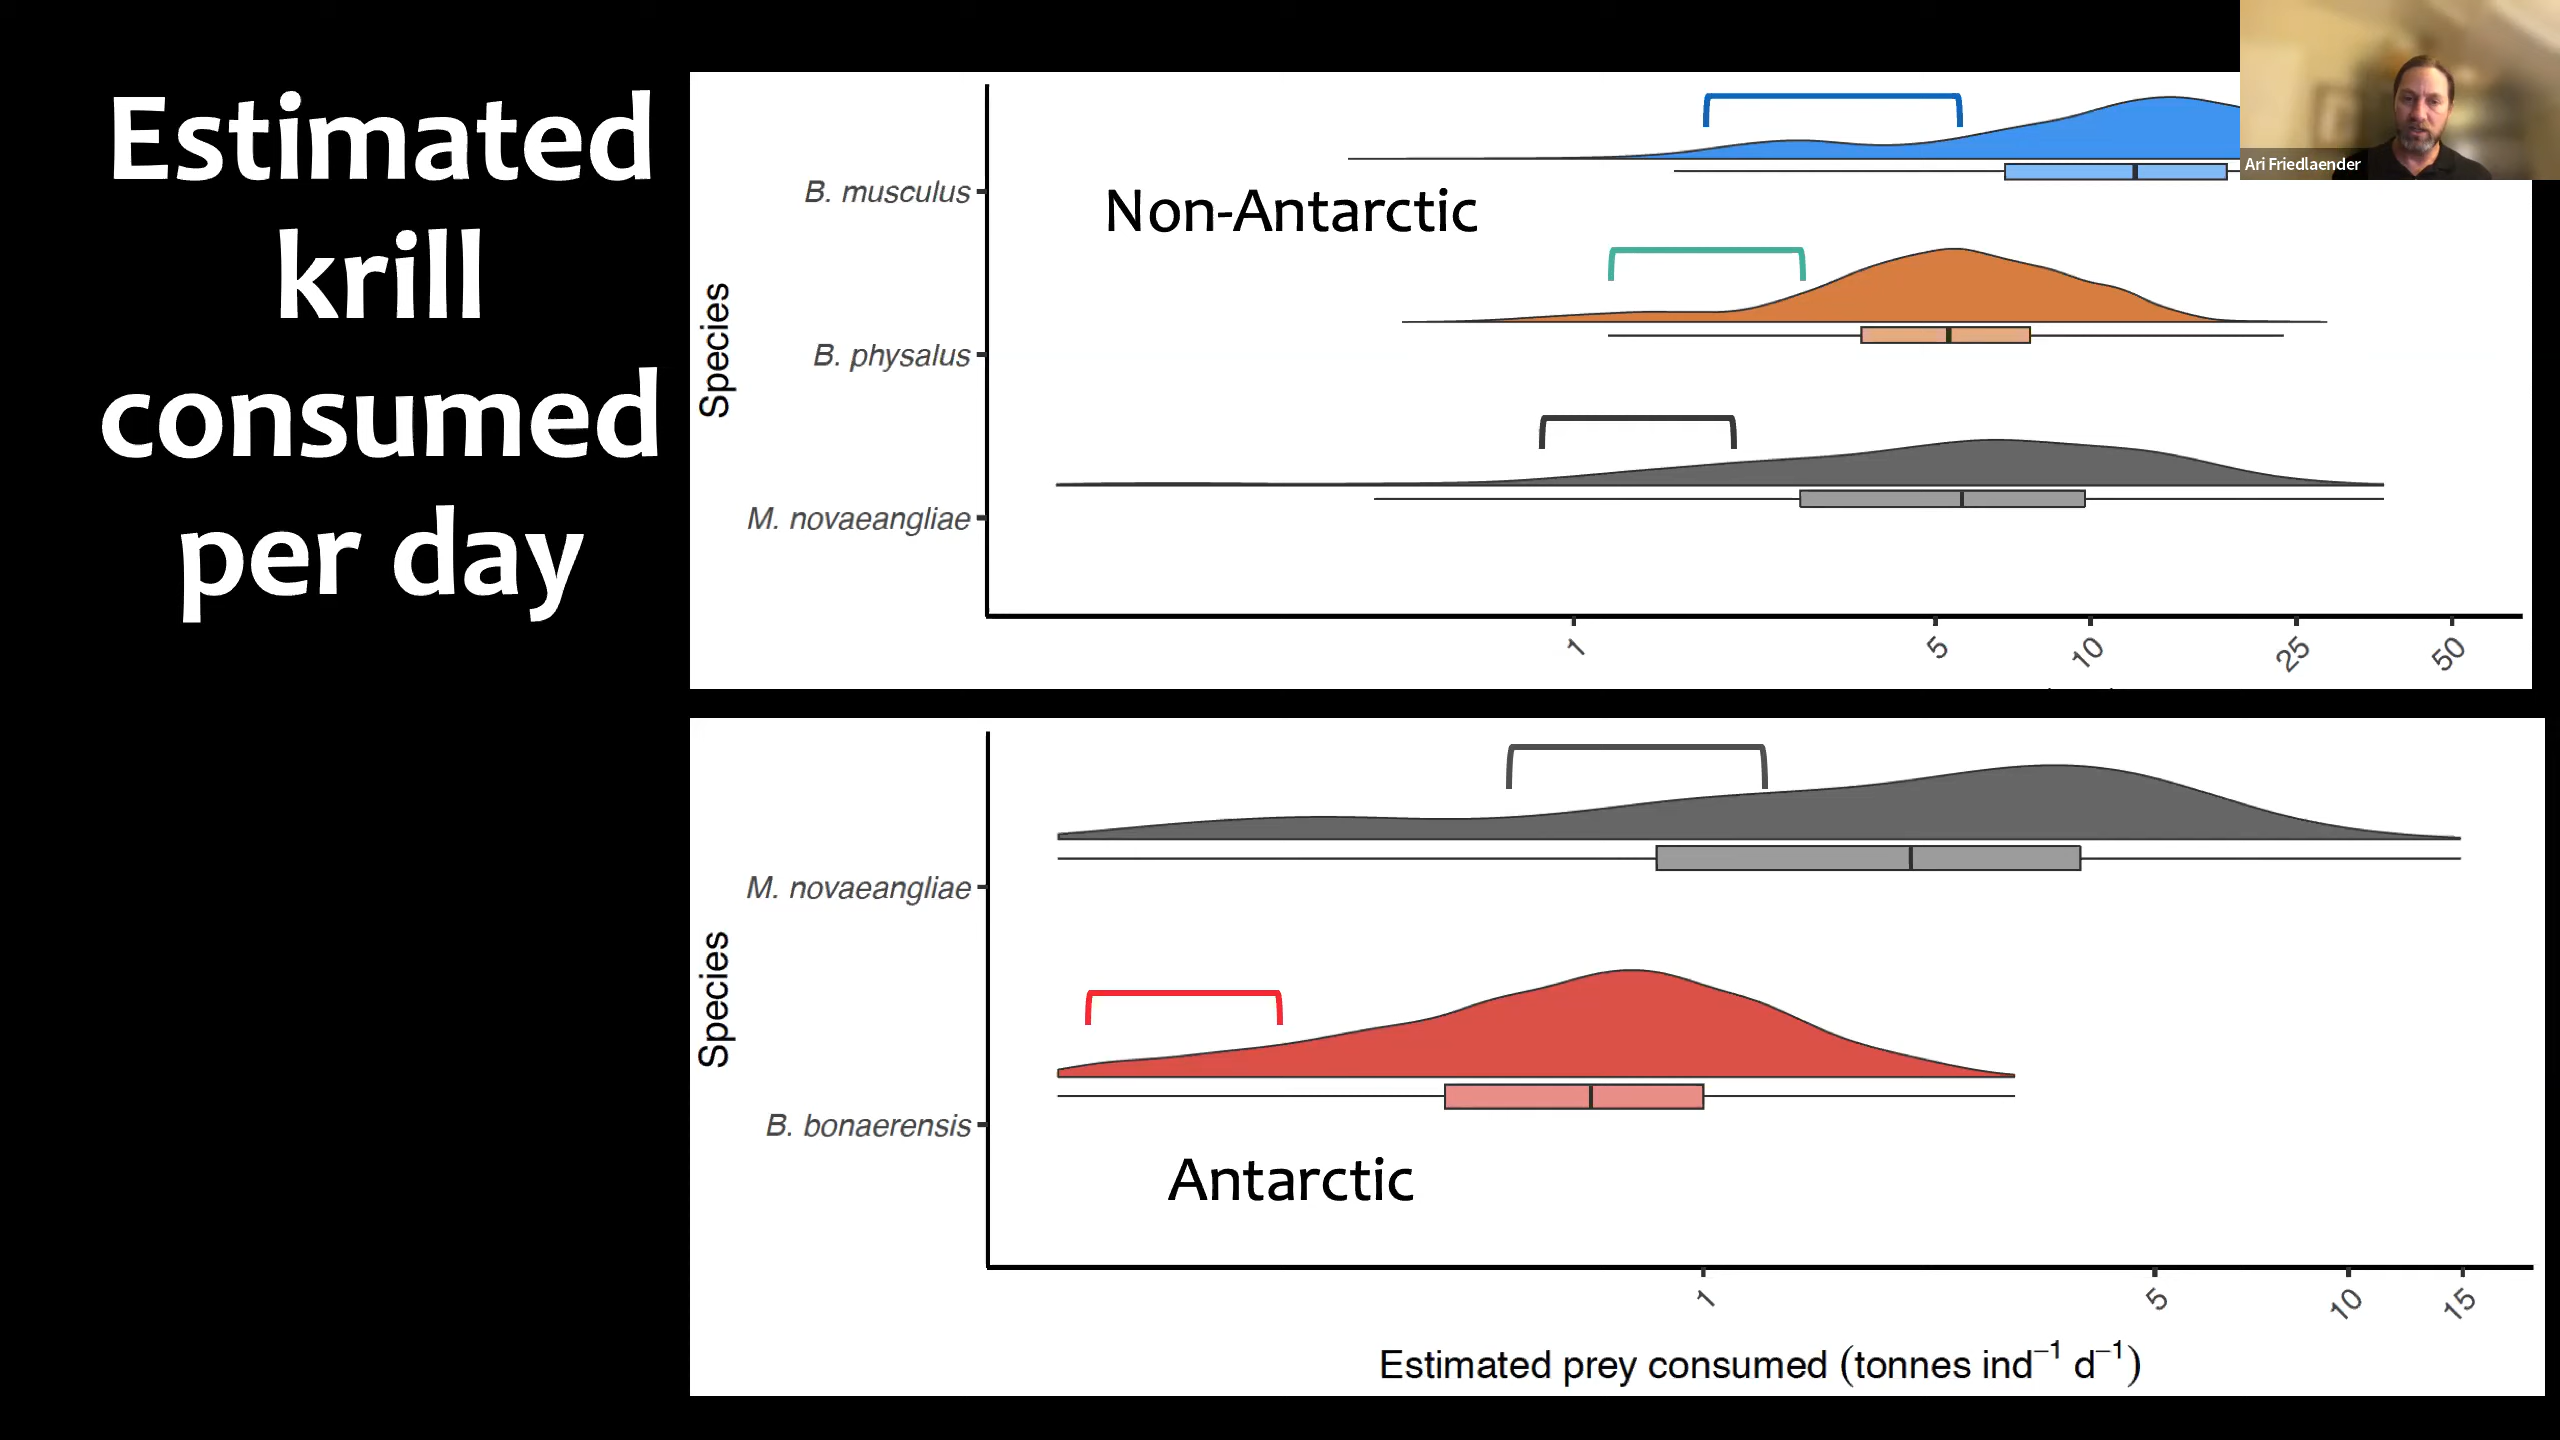 Estimated
krill
consumed
per day
Ari Friedlaender
Species
B. musculus
Non-Antarctic
B. physalus
M. novaeangliae
1 5 10 25 50
Species
M. novaeangliae
B. bonaerensis
Antarctic
1 5 10 15
Estimated prey consumed (tonnes ind⁻¹ d⁻¹)